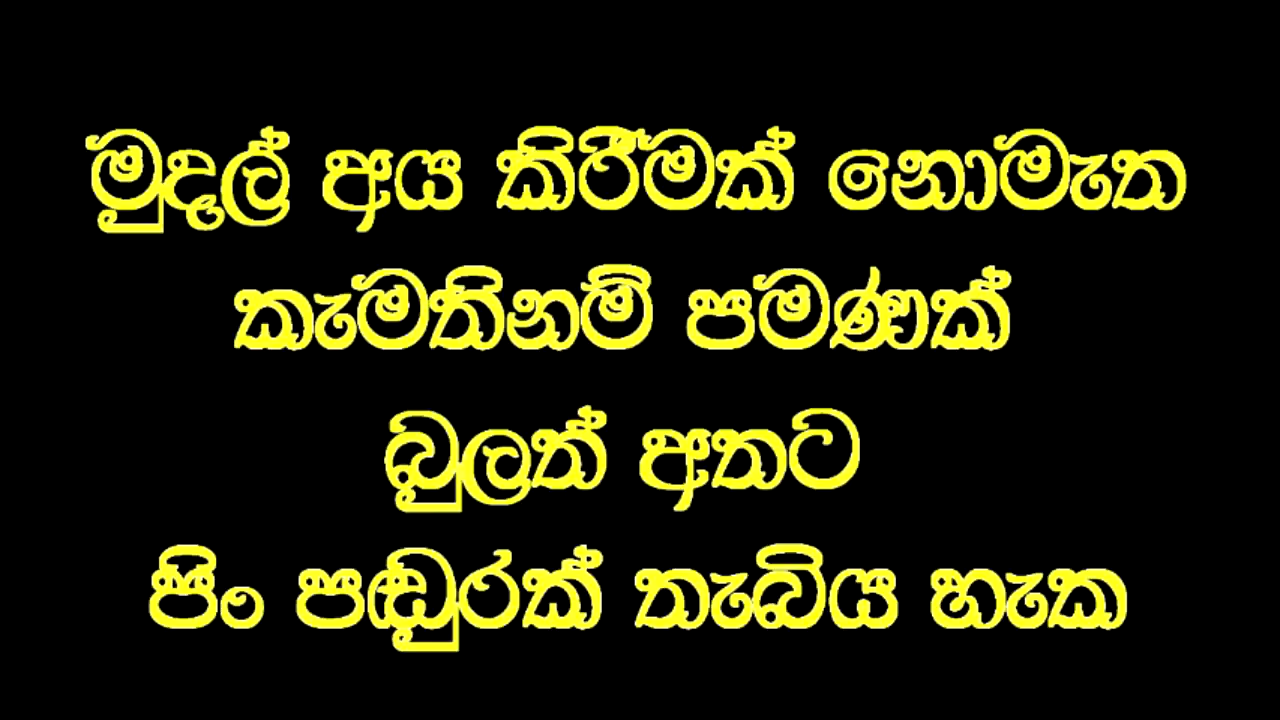 මුදල් අය කිරීමක් නොමැත
කැමතිනම් පමණක්
බුලත් අතට
පිං පඬුරක් තැබිය හැක